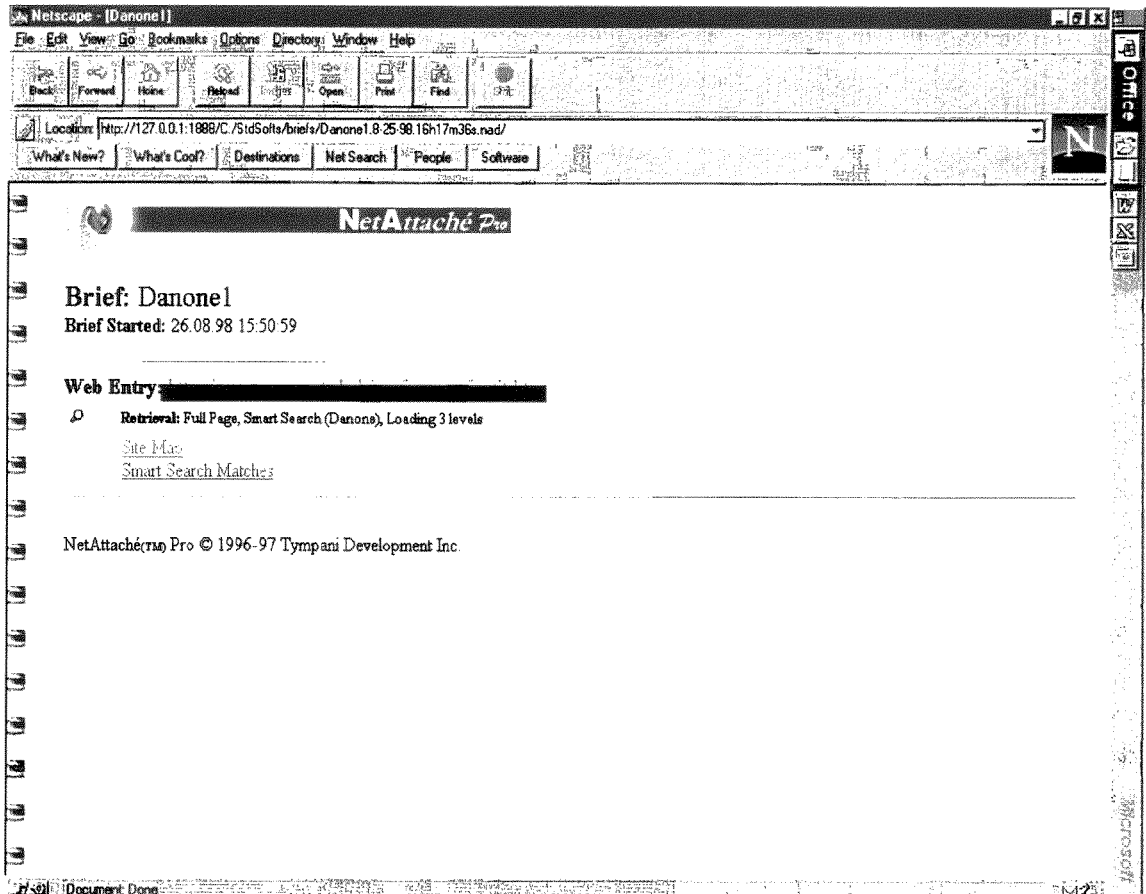 Netscape - [Danone1]
File Edit View Go Bookmarks Options Directory Window Help
Back Forward Home Reload Open Print Find
Location: http://127.0.0.1:1888/C:/StdSofts/briefs/Danone1.8-25-98.16h17m36s.nad/
What's New? What's Cool? Destinations Net Search People Software
N
Office
NetAttaché Pro
Brief: Danone1
Brief Started: 26.08.98 15:50:59
Web Entry:
Retrieval: Full Page, Smart Search (Danone), Loading 3 levels
Site Map
Smart Search Matches
NetAttaché(TM) Pro © 1996-97 Tympani Development Inc.
Microsoft
Document Done